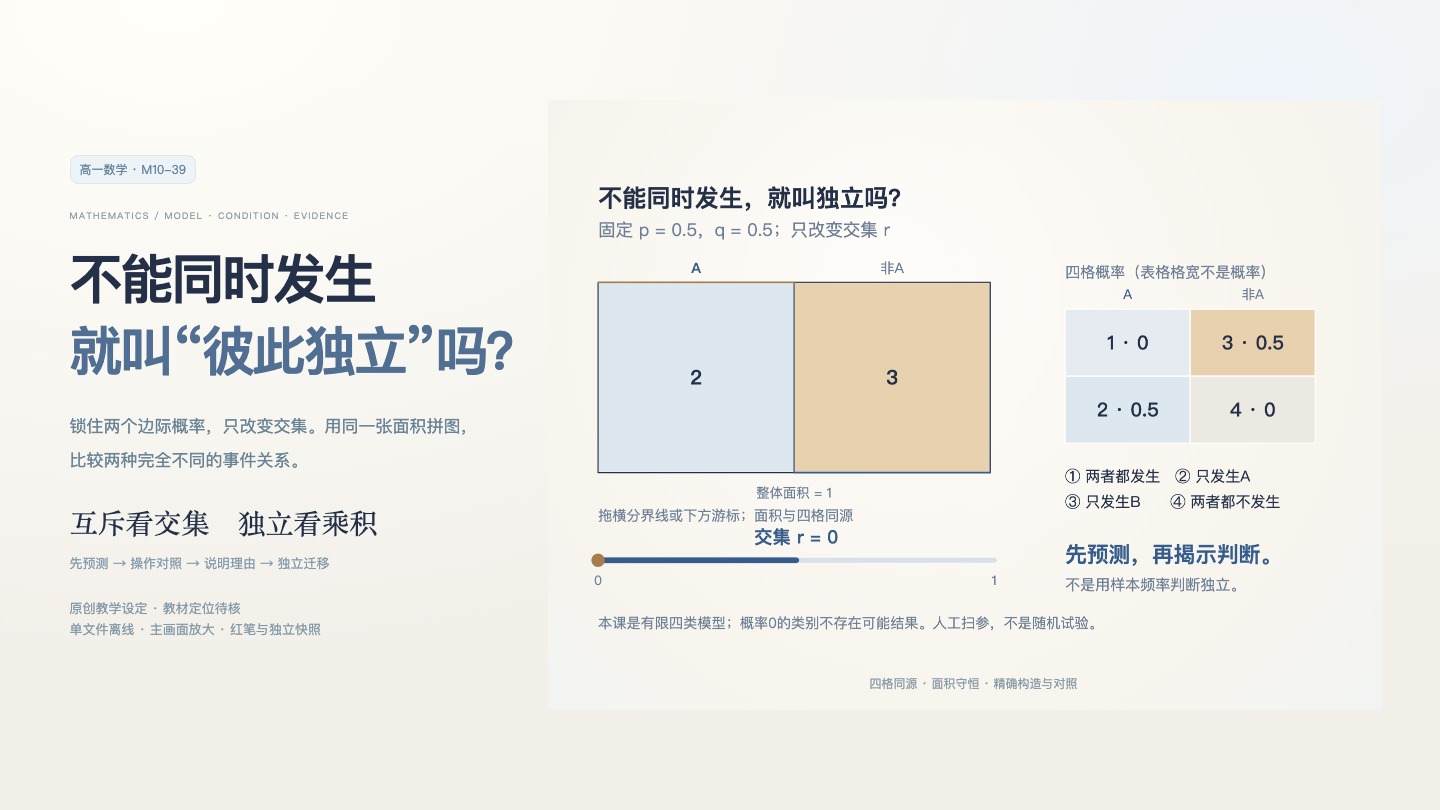 高一数学 · M10–39
MATHEMATICS / MODEL · CONDITION · EVIDENCE
不能同时发生
就叫“彼此独立”吗?
锁住两个边际概率，只改变交集。用同一张面积拼图，
比较两种完全不同的事件关系。
互斥看交集　独立看乘积
先预测 → 操作对照 → 说明理由 → 独立迁移
原创教学设定 · 教材定位待核
单文件离线 · 主画面放大 · 红笔与独立快照
不能同时发生，就叫独立吗?
固定 p = 0.5，q = 0.5；只改变交集 r
A 非A
2 3
整体面积 = 1
拖横分界线或下方游标；面积与四格同源
交集 r = 0
0 1
四格概率（表格格宽不是概率）
A 非A
1 · 0 3 · 0.5
2 · 0.5 4 · 0
① 两者都发生 ② 只发生A
③ 只发生B ④ 两者都不发生
先预测，再揭示判断。
不是用样本频率判断独立。
本课是有限四类模型；概率0的类别不存在可能结果。人工扫参，不是随机试验。
四格同源 · 面积守恒 · 精确构造与对照